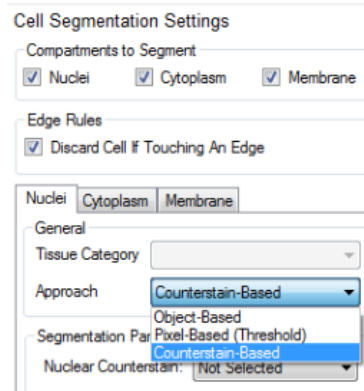 Cell Segmentation Settings
Compartments to Segment
Nuclei Cytoplasm Membrane
Edge Rules
Discard Cell If Touching An Edge
Nuclei Cytoplasm Membrane
General
Tissue Category
Approach Counterstain-Based
Object-Based
Segmentation Par Pixel-Based (Threshold)
Counterstain-Based
Nuclear Counterstain: Not Selected